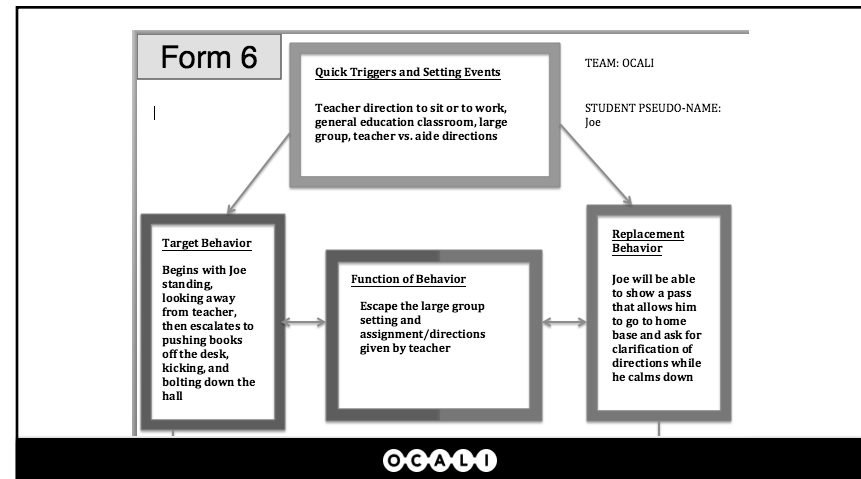 Form 6
Quick Triggers and Setting Events
Teacher direction to sit or to work,
general education classroom, large
group, teacher vs. aide directions
TEAM: OCALI
STUDENT PSEUDO-NAME:
Joe
Target Behavior
Begins with Joe
standing,
looking away
from teacher,
then escalates to
pushing books
off the desk,
kicking, and
bolting down the
hall
Function of Behavior
Escape the large group
setting and
assignment/directions
given by teacher
Replacement
Behavior
Joe will be able
to show a pass
that allows him
to go to home
base and ask for
clarification of
directions while
he calms down
OCALI